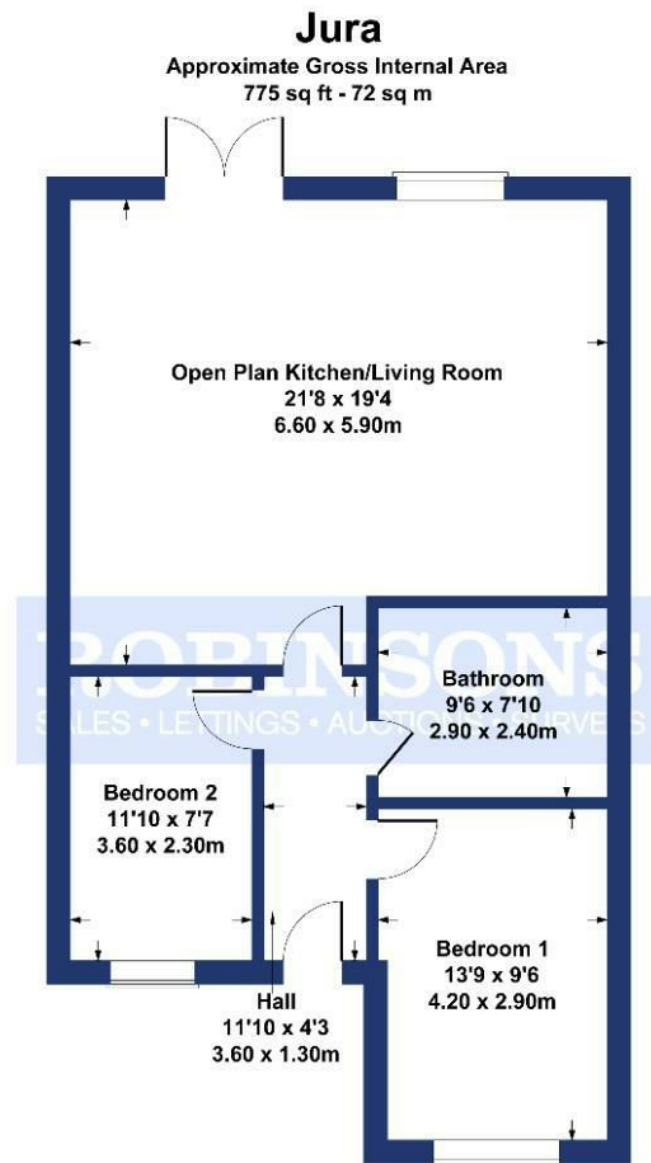 Jura
Approximate Gross Internal Area
775 sq ft - 72 sq m
Open Plan Kitchen/Living Room
21'8 x 19'4
6.60 x 5.90m
ROBINSONS
SALES • LETTINGS • AUCTIONS • SURVEYS
Bathroom
9'6 x 7'10
2.90 x 2.40m
Bedroom 2
11'10 x 7'7
3.60 x 2.30m
Bedroom 1
13'9 x 9'6
4.20 x 2.90m
Hall
11'10 x 4'3
3.60 x 1.30m